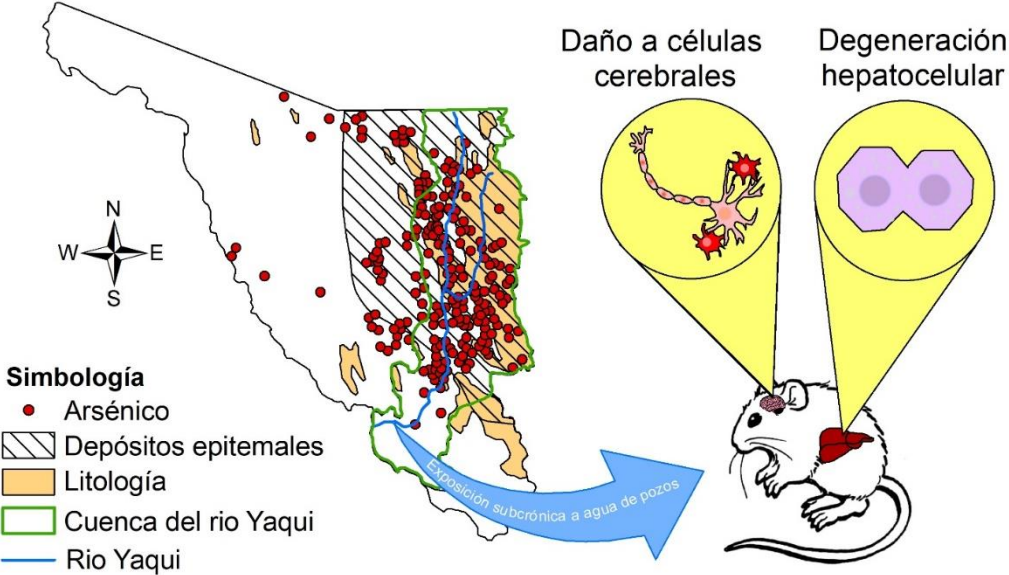 Daño a células
cerebrales
Degeneración
hepatocelular
N
W
E
S
Simbología
Arsénico
Depósitos epitemales
Litología
Cuenca del rio Yaqui
Rio Yaqui
Exposición subcrónica a agua de pozos